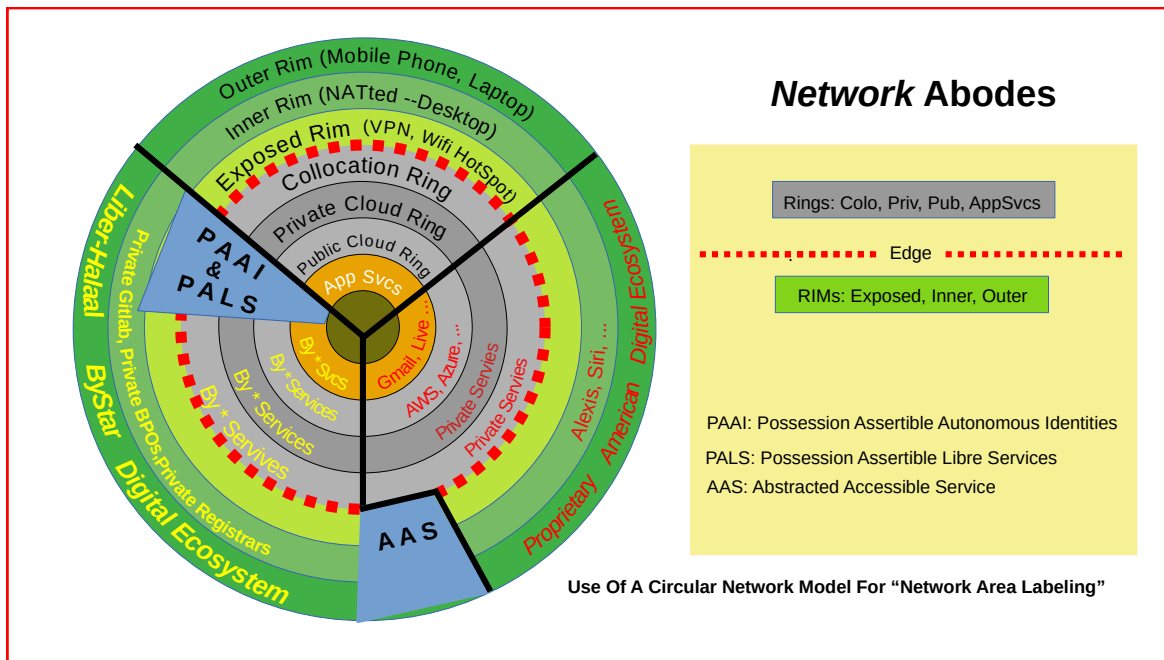 Outer Rim (Mobile Phone, Laptop)
Inner Rim (NATted --Desktop)
Exposed Rim (VPN, Wifi HotSpot)
Collocation Ring
Private Cloud Ring
Public Cloud Ring
App Svcs
PAAI
&
PALS
Liber-Halaal
ByStar Digital Ecosystem
Private Gitlab, Private BPOs,Private Registrars
By* Servives
By* Services
By*Services
By*Svcs
Gmail, Live ...
AWS, Azure, ...
Private Servies
Private Servies
Alexis, Siri, ...
Proprietary American Digital Ecosystem
AAS
Network Abodes
Rings: Colo, Priv, Pub, AppSvcs
Edge
RIMs: Exposed, Inner, Outer
PAAI: Possession Assertible Autonomous Identities
PALS: Possession Assertible Libre Services
AAS: Abstracted Accessible Service
Use Of A Circular Network Model For “Network Area Labeling”